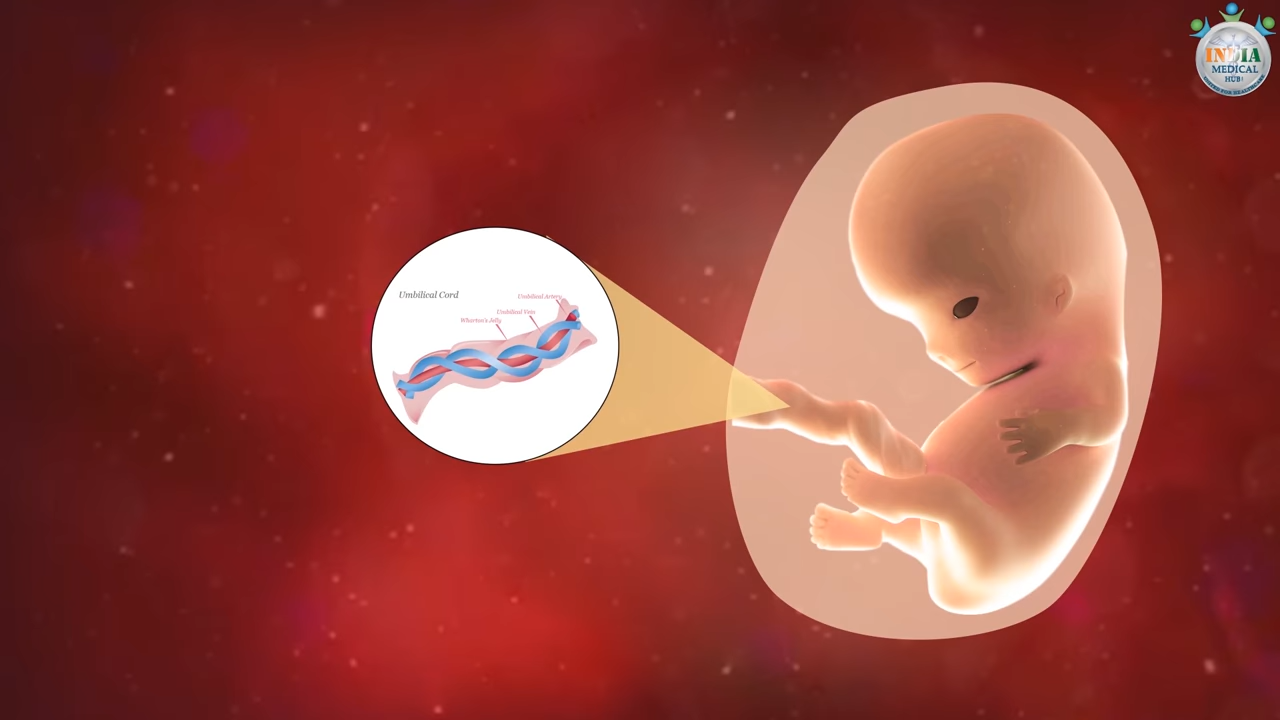 INDIA
MEDICAL
HUB
Umbilical Cord
Umbilical Artery
Umbilical Vein
Wharton's Jelly